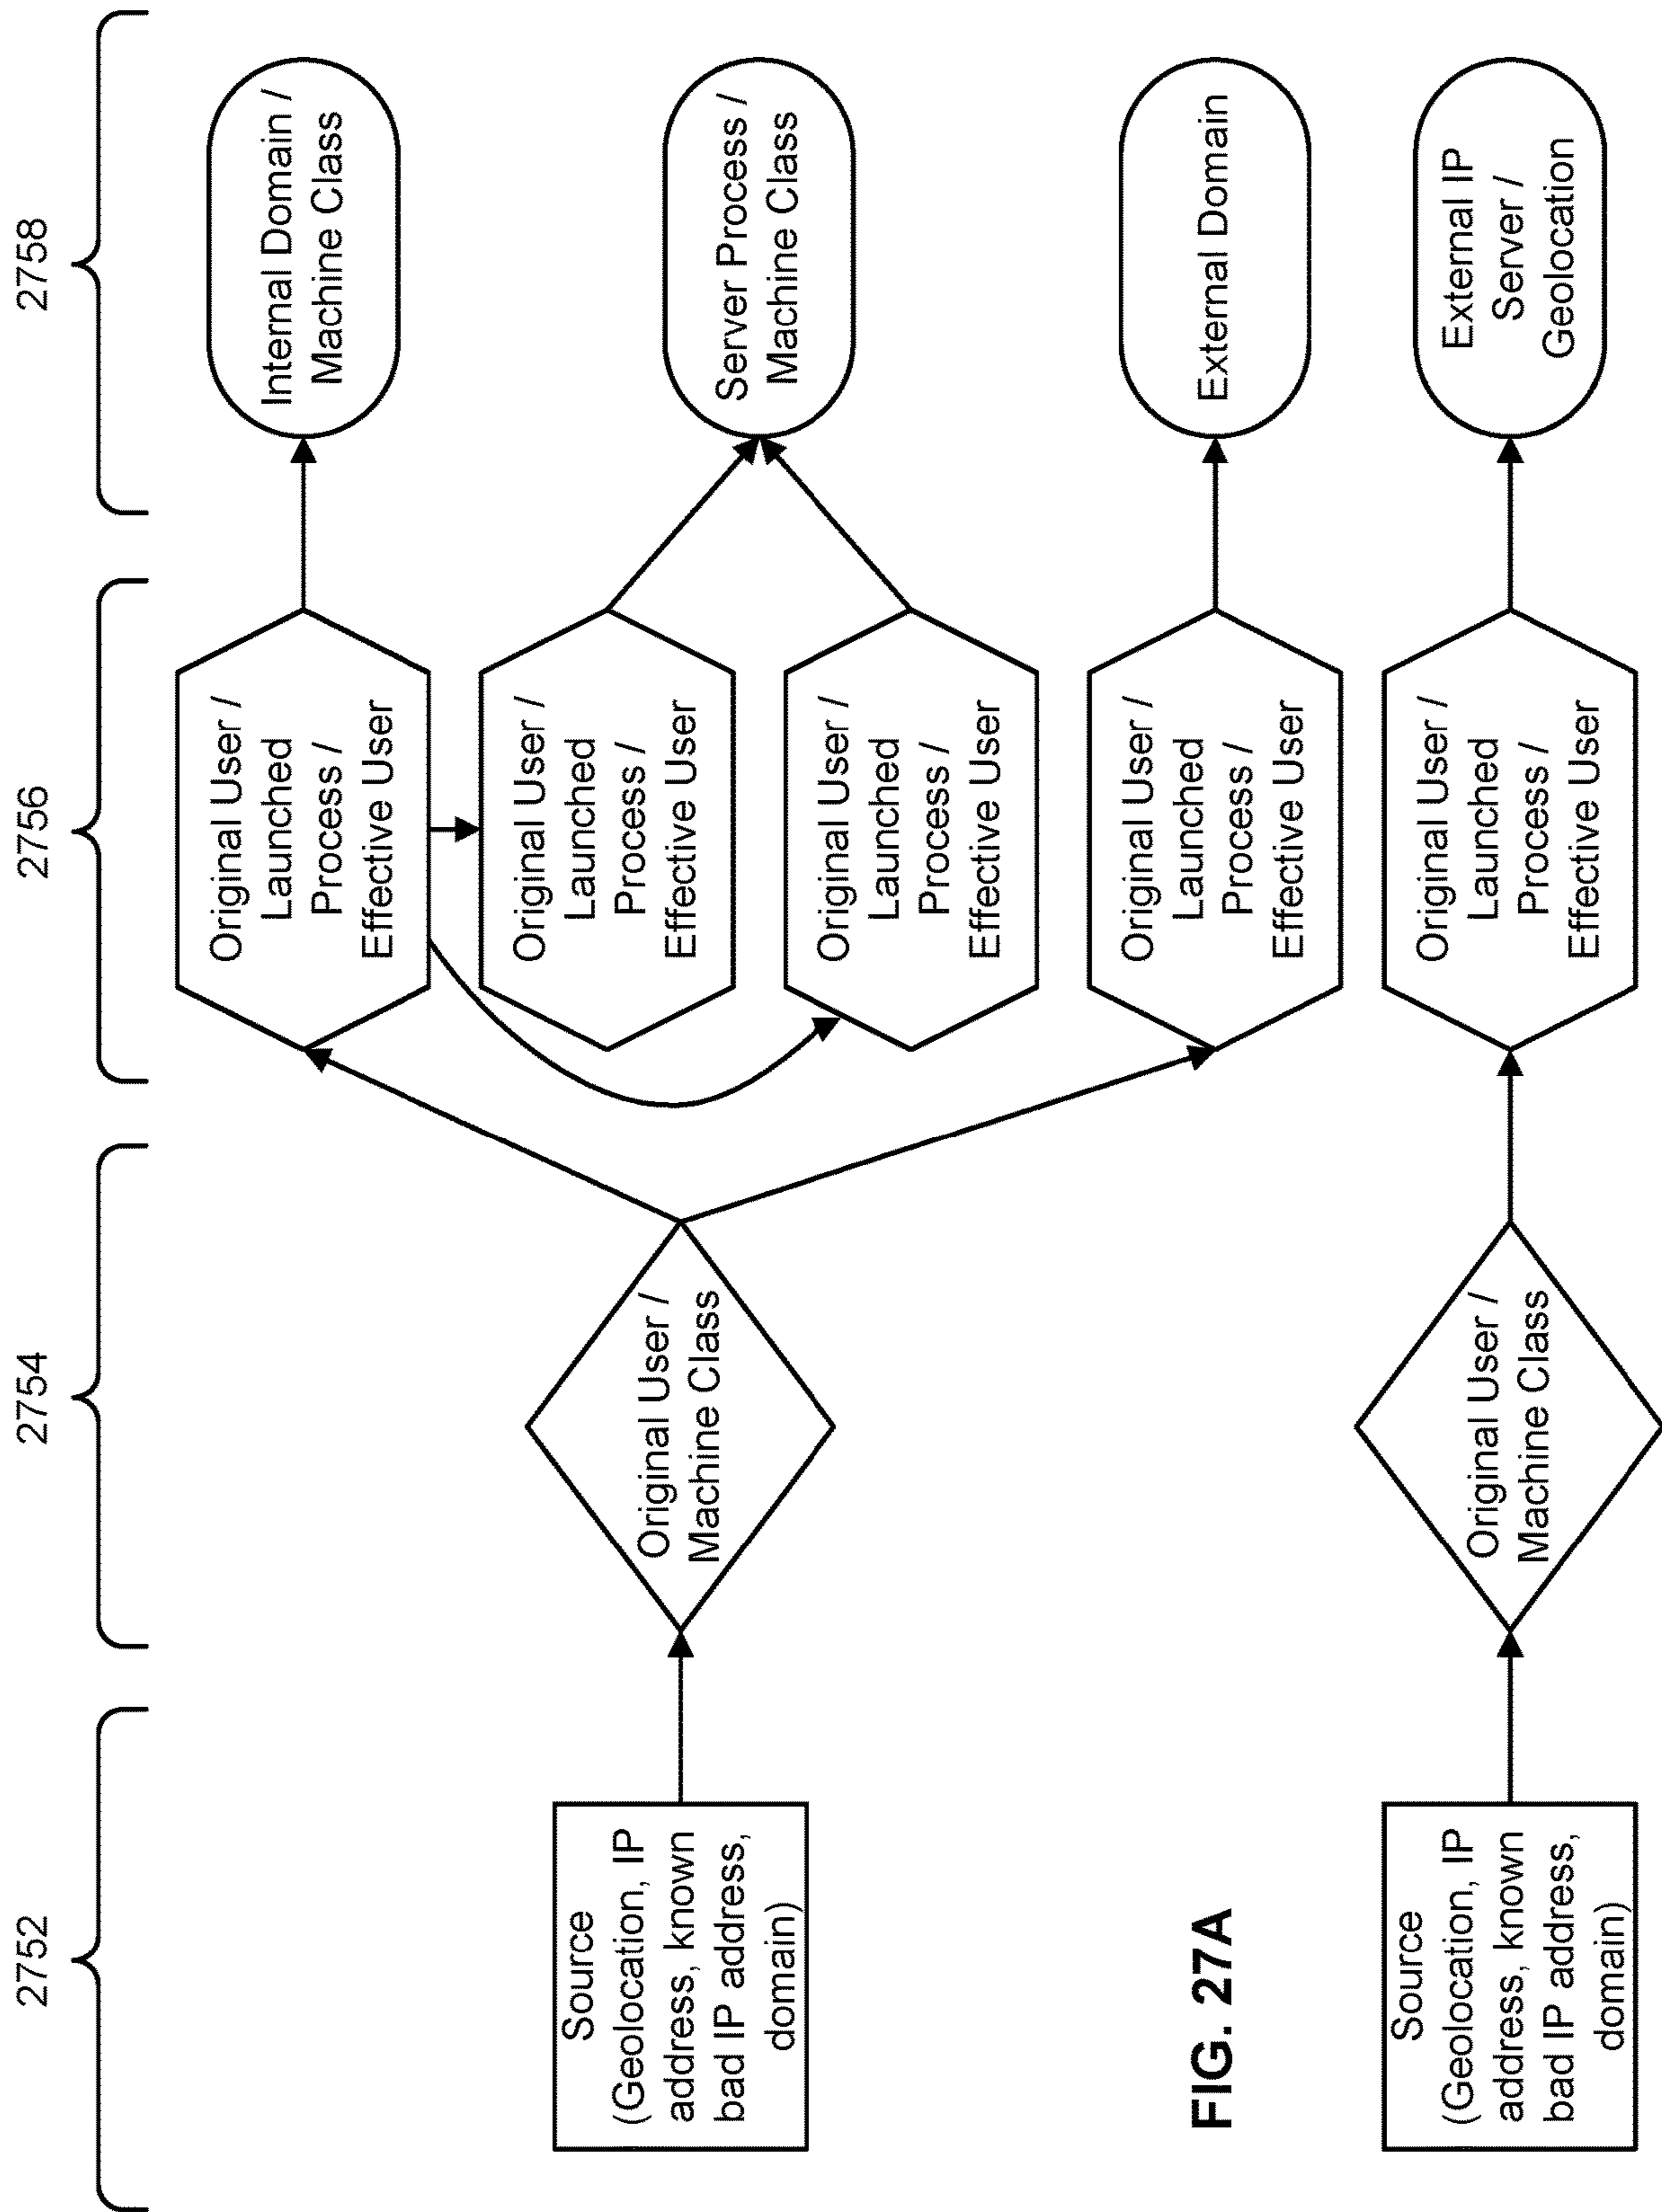 2752
2754
2756
2758
Source
(Geolocation, IP
address, known
bad IP address,
domain)
Original User /
Machine Class
Original User /
Launched
Process /
Effective User
Internal Domain /
Machine Class
Original User /
Launched
Process /
Effective User
Original User /
Launched
Process /
Effective User
Server Process /
Machine Class
Original User /
Launched
Process /
Effective User
External Domain
FIG. 27A
Source
(Geolocation, IP
address, known
bad IP address,
domain)
Original User /
Machine Class
Original User /
Launched
Process /
Effective User
External IP
Server /
Geolocation